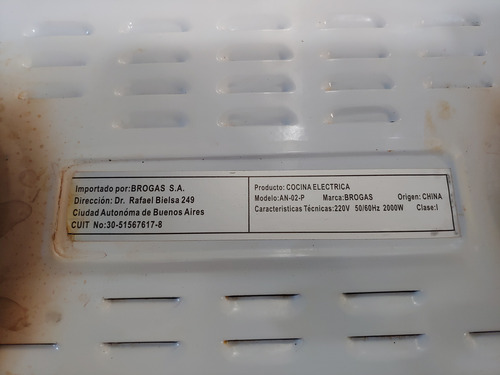 Importado por:BROGAS S.A.
Dirección: Dr. Rafael Bielsa 249
Ciudad Autonóma de Buenos Aires
CUIT No:30-51567617-8
Producto: COCINA ELECTRICA
Modelo:AN-02-P Marca:BROGAS Origen: CHINA
Caracteristicas Técnicas:220V 50/60Hz 2000W Clase:I